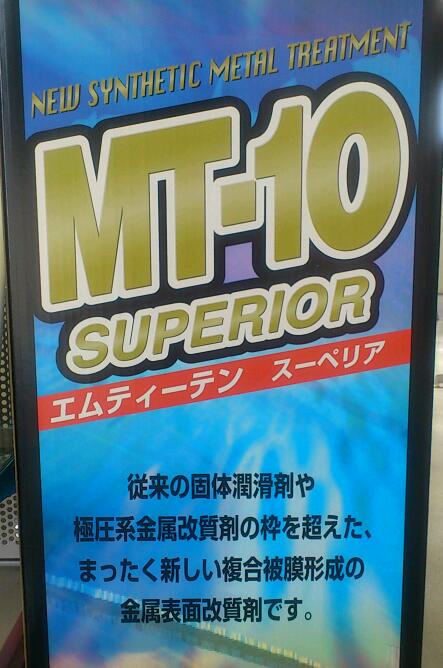 NEW SYNTHETIC METAL TREATMENT
MT-10
SUPERIOR
エムティーテン スーペリア
従来の固体潤滑剤や
極圧系金属改質剤の枠を超えた、
まったく新しい複合被膜形成の
金属表面改質剤です。